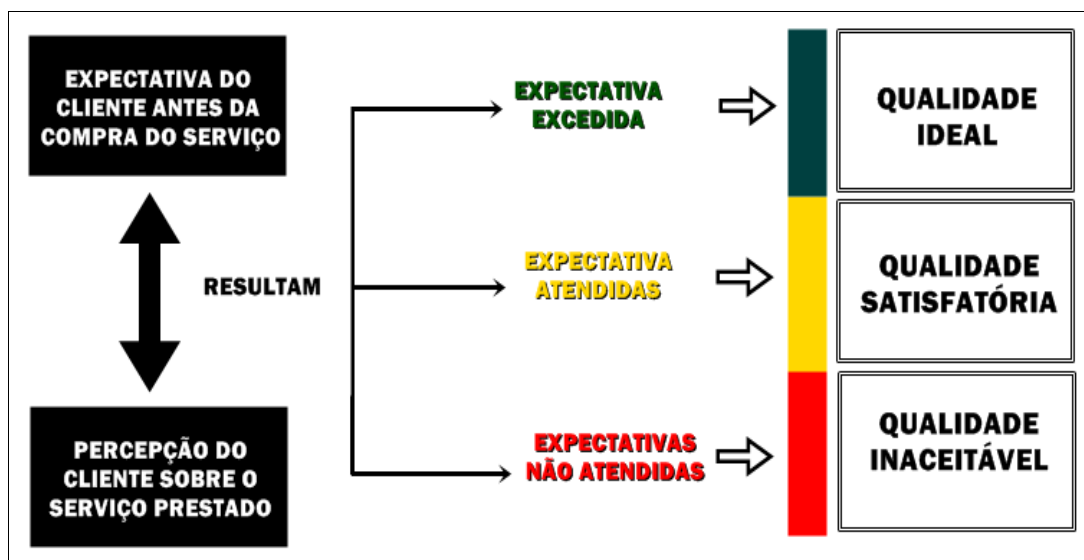 EXPECTATIVA DO
CLIENTE ANTES DA
COMPRA DO SERVIÇO
RESULTAM
PERCEPÇÃO DO
CLIENTE SOBRE O
SERVIÇO PRESTADO
EXPECTATIVA
EXCEDIDA
QUALIDADE
IDEAL
EXPECTATIVA
ATENDIDAS
QUALIDADE
SATISFATÓRIA
EXPECTATIVAS
NÃO ATENDIDAS
QUALIDADE
INACEITÁVEL